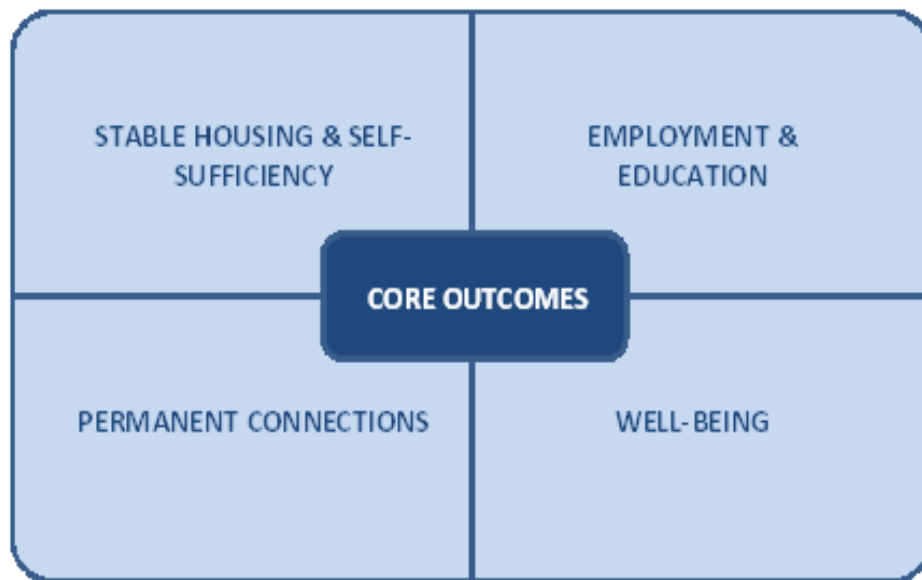 STABLE HOUSING & SELF-
SUFFICIENCY
EMPLOYMENT &
EDUCATION
CORE OUTCOMES
PERMANENT CONNECTIONS
WELL-BEING